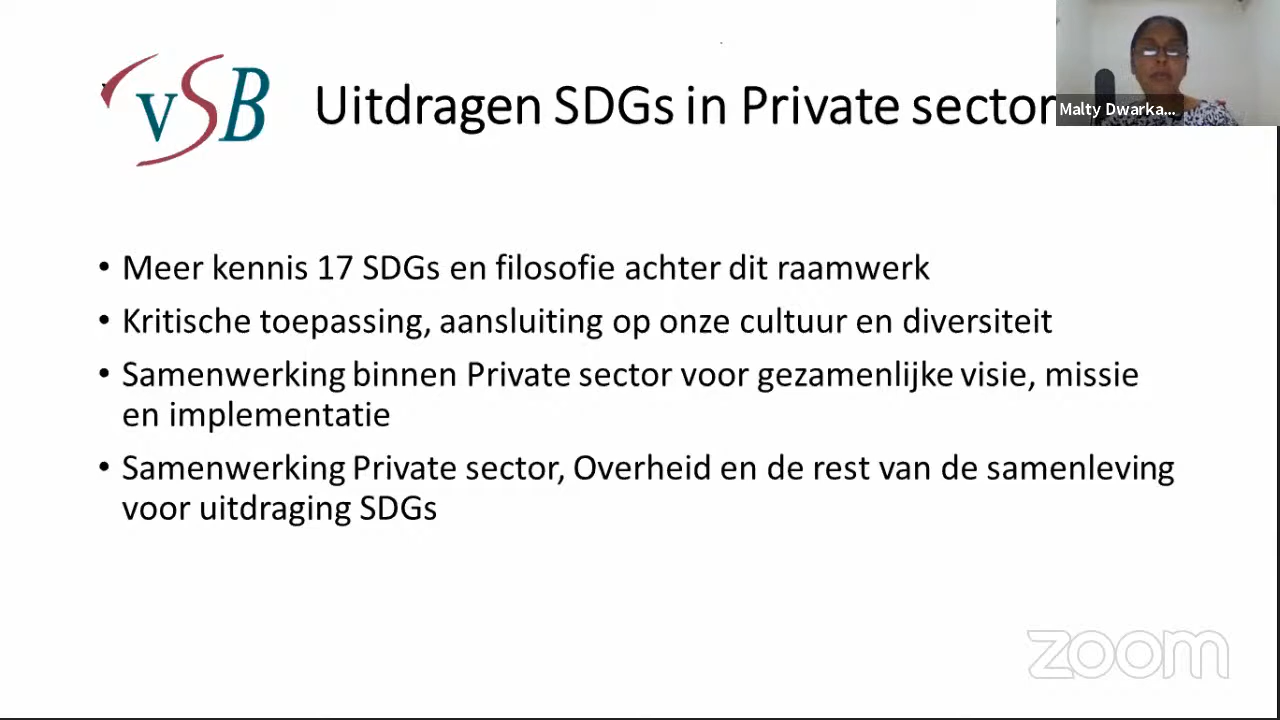 vSB
Uitdragen SDGs in Private sector
Malty Dwarka...
• Meer kennis 17 SDGs en filosofie achter dit raamwerk
• Kritische toepassing, aansluiting op onze cultuur en diversiteit
• Samenwerking binnen Private sector voor gezamenlijke visie, missie
en implementatie
• Samenwerking Private sector, Overheid en de rest van de samenleving
voor uitdraging SDGs
zoom